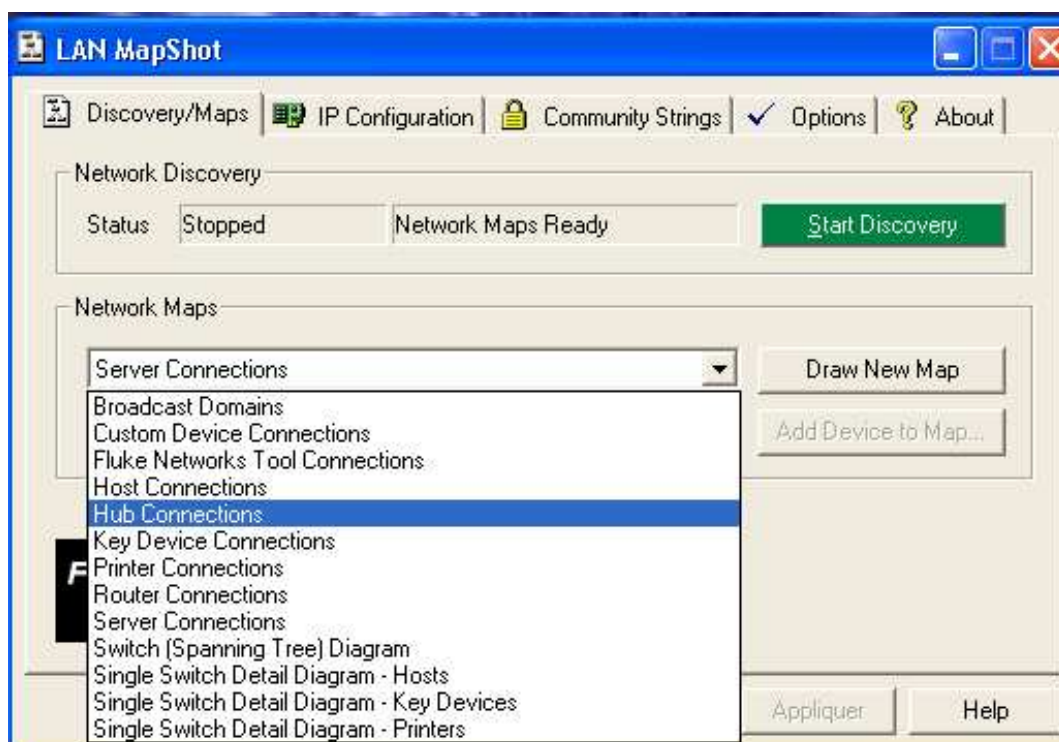 LAN MapShot
Discovery/Maps IP Configuration Community Strings Options About
Network Discovery
Status Stopped Network Maps Ready Start Discovery
Network Maps
Server Connections Draw New Map
Broadcast Domains
Custom Device Connections Add Device to Map...
Fluke Networks Tool Connections
Host Connections
Hub Connections
Key Device Connections
Printer Connections
F
Router Connections
Server Connections
Switch (Spanning Tree) Diagram
Single Switch Detail Diagram - Hosts
Single Switch Detail Diagram - Key Devices
Single Switch Detail Diagram - Printers
Appliquer Help